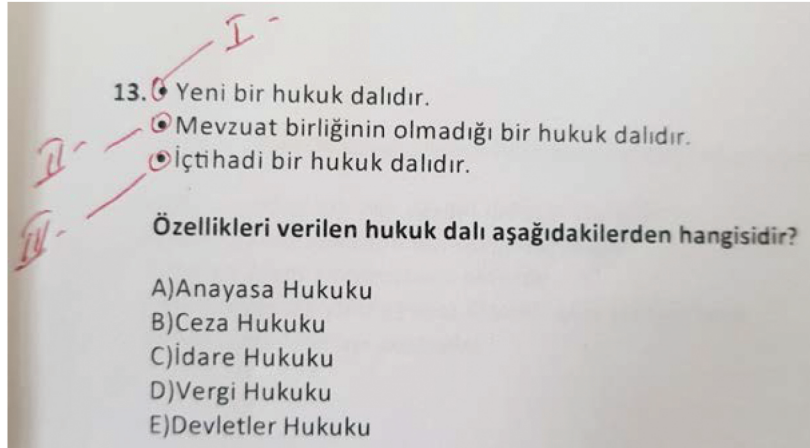 I -
13. • Yeni bir hukuk dalıdır.
II - • Mevzuat birliğinin olmadığı bir hukuk dalıdır.
• İçtihadi bir hukuk dalıdır.
Özellikleri verilen hukuk dalı aşağıdakilerden hangisidir?
A)Anayasa Hukuku
B)Ceza Hukuku
C)İdare Hukuku
D)Vergi Hukuku
E)Devletler Hukuku